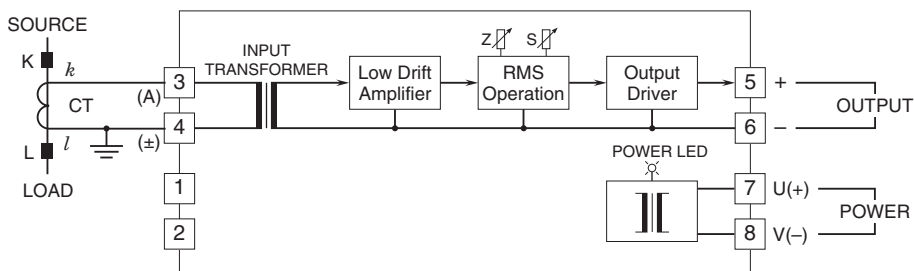 SOURCE
K
k
CT
L
l
LOAD
(A)
(±)
3
4
1
2
INPUT
TRANSFORMER
Low Drift
Amplifier
Z
S
RMS
Operation
Output
Driver
5
+
6
–
OUTPUT
POWER LED
7
U(+)
8
V(–)
POWER